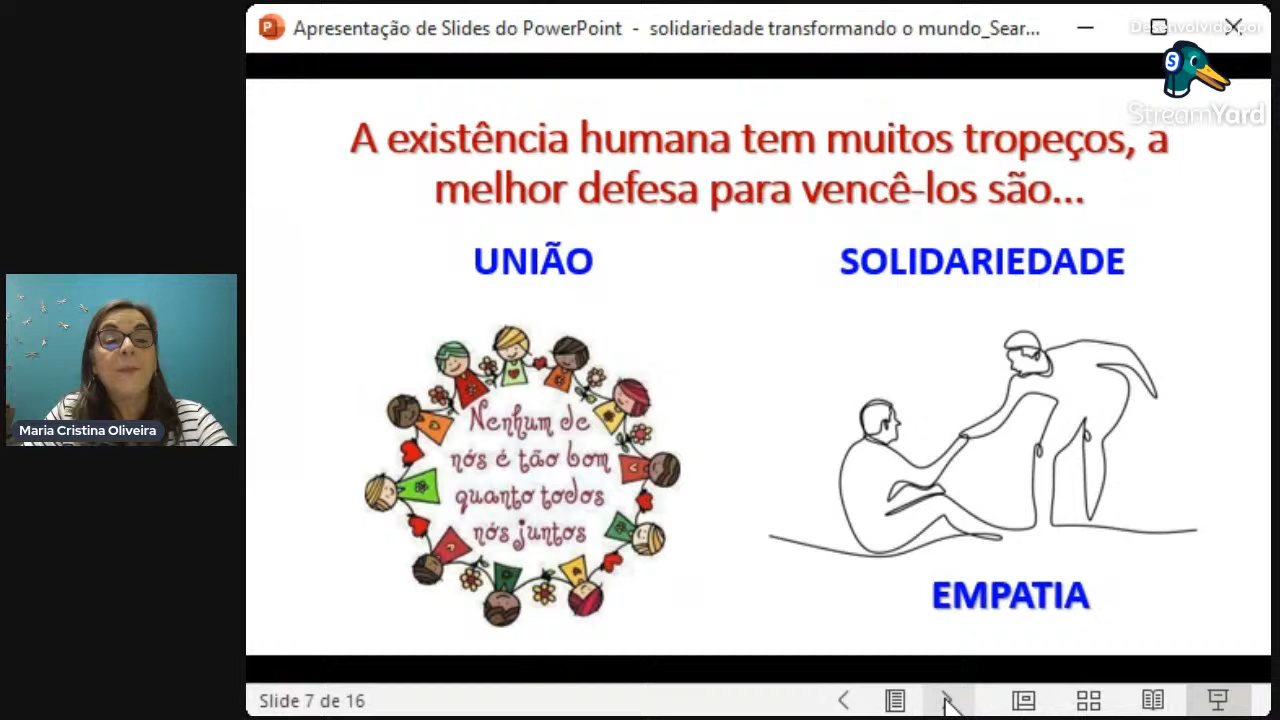 Apresentação de Slides do PowerPoint - solidariedade transformando o mundo_Sear...
Desenvolvido por
StreamYard
A existência humana tem muitos tropeços, a
melhor defesa para vencê-los são...
UNIÃO
SOLIDARIEDADE
Nenhum de
nós é tão bom
quanto todos
nós juntos
EMPATIA
Maria Cristina Oliveira
Slide 7 de 16